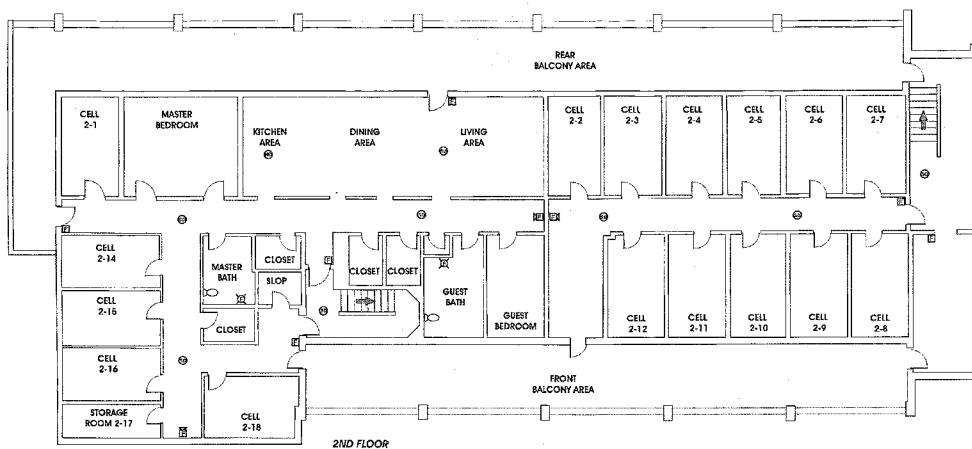 REAR
BALCONY AREA
CELL
2-1
MASTER
BEDROOM
KITCHEN
AREA
DINING
AREA
LIVING
AREA
CELL
2-2
CELL
2-3
CELL
2-4
CELL
2-5
CELL
2-6
CELL
2-7
CELL
2-14
MASTER
BATH
CLOSET
SLOP
CLOSET
CLOSET
CLOSET
GUEST
BATH
GUEST
BEDROOM
CELL
2-15
CELL
2-16
STORAGE
ROOM 2-17
CELL
2-18
CELL
2-12
CELL
2-11
CELL
2-10
CELL
2-9
CELL
2-8
FRONT
BALCONY AREA
2ND FLOOR